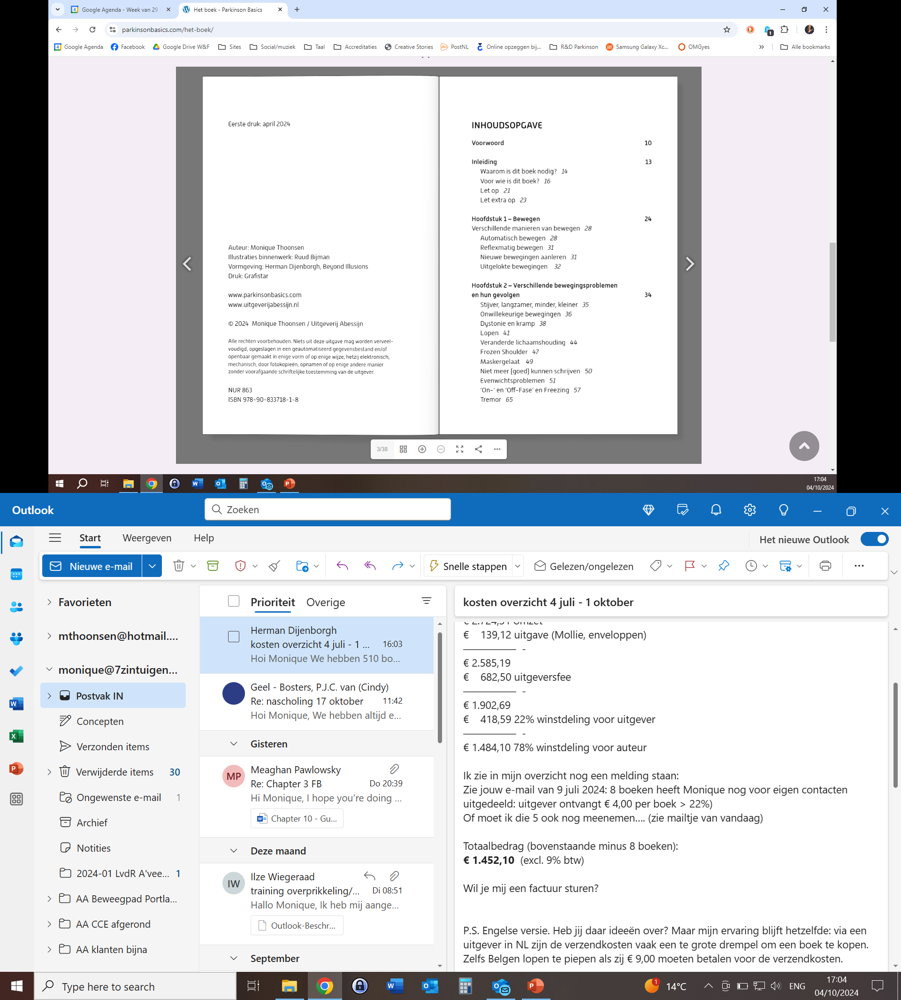 Google Agenda - Week van 29
Het boek - Parkinson Basics
parkinsonbasics.com/het-boek/
1
Google Agenda
Facebook
Google Drive W&F
Sites
Social/muziek
Taal
Accreditaties
Creative Stories
PostNL
Online opzeggen bij...
R&D Parkinson
Samsung Galaxy Xc...
OMGyes
Alle bookmarks
Eerste druk: april 2024
Auteur: Monique Thoonsen
Illustraties binnenwerk: Ruud Bijman
Vormgeving: Herman Dijenborgh, Beyond Illusions
Druk: Grafistar
www.parkinsonbasics.com
www.uitgeverijabessijn.nl
© 2024 Monique Thoonsen / Uitgeverij Abessijn
Alle rechten voorbehouden. Niets uit deze uitgave mag worden verveel-
voudigd, opgeslagen in een geautomatiseerd gegevensbestand en/of
openbaar gemaakt in enige vorm of op enige wijze, hetzij elektronisch,
mechanisch, door fotokopieën, opnamen of op enige andere manier
zonder voorafgaande schriftelijke toestemming van de uitgever.
NUR 863
ISBN 978-90-833718-1-8
INHOUDSOPGAVE
Voorwoord 10
Inleiding 13
Waarom is dit boek nodig? 14
Voor wie is dit boek? 16
Let op 21
Let extra op 23
Hoofdstuk 1 – Bewegen 24
Verschillende manieren van bewegen 28
Automatisch bewegen 28
Reflexmatig bewegen 31
Nieuwe bewegingen aanleren 31
Uitgelokte bewegingen 32
Hoofdstuk 2 – Verschillende bewegingsproblemen
en hun gevolgen 34
Stijver, langzamer, minder, kleiner 35
Onwillekeurige bewegingen 36
Dystonie en kramp 38
Lopen 41
Veranderde lichaamshouding 44
Frozen Shoulder 47
Maskergelaat 49
Niet meer (goed) kunnen schrijven 50
Evenwichtsproblemen 51
'On-' en 'Off-Fase' en Freezing 57
Tremor 65
3/38
17:04
04/10/2024
Outlook
Zoeken
Start Weergeven Help
Het nieuwe Outlook
Nieuwe e-mail
Snelle stappen
Gelezen/ongelezen
Favorieten
mthoonsen@hotmail....
monique@7zintuigen...
Postvak IN
Concepten
Verzonden items
Verwijderde items 30
Ongewenste e-mail 1
Archief
Notities
2024-01 LvdR A'vee... 1
AA Beweegpad Portla...
AA CCE afgerond
AA klanten bijna
Prioriteit Overige
Herman Dijenborgh
kosten overzicht 4 juli - 1 ... 16:03
Hoi Monique We hebben 510 bo...
Geel - Bosters, P.J.C. van (Cindy)
Re: nascholing 17 oktober 11:42
Hoi Monique, We hebben altijd e...
Gisteren
MP
Meaghan Pawlowsky
Re: Chapter 3 FB Do 20:39
Hi Monique, I hope you're doing ...
Chapter 10 - Gu...
Deze maand
IW
Ilze Wiegeraad
training overprikkeling/... Di 08:51
Hallo Monique, Ik heb mij aange...
Outlook-Beschr...
September
kosten overzicht 4 juli - 1 oktober
€ 2.724,31 omzet
€ 139,12 uitgave (Mollie, enveloppen)
——————— -
€ 2.585,19
€ 682,50 uitgeversfee
——————— -
€ 1.902,69
€ 418,59 22% winstdeling voor uitgever
——————— -
€ 1.484,10 78% winstdeling voor auteur
Ik zie in mijn overzicht nog een melding staan:
Zie jouw e-mail van 9 juli 2024: 8 boeken heeft Monique nog voor eigen contacten
uitgedeeld: uitgever ontvangt € 4,00 per boek > 22%)
Of moet ik die 5 ook nog meenemen.... (zie mailtje van vandaag)
Totaalbedrag (bovenstaande minus 8 boeken):
€ 1.452,10 (excl. 9% btw)
Wil je mij een factuur sturen?
P.S. Engelse versie. Heb jij daar ideeën over? Maar mijn ervaring blijft hetzelfde: via een
uitgever in NL zijn de verzendkosten vaak een te grote drempel om een boek te kopen.
Zelfs Belgen lopen te piepen als zij € 9,00 moeten betalen voor de verzendkosten.
Type here to search
1
14°C
ENG
17:04
04/10/2024